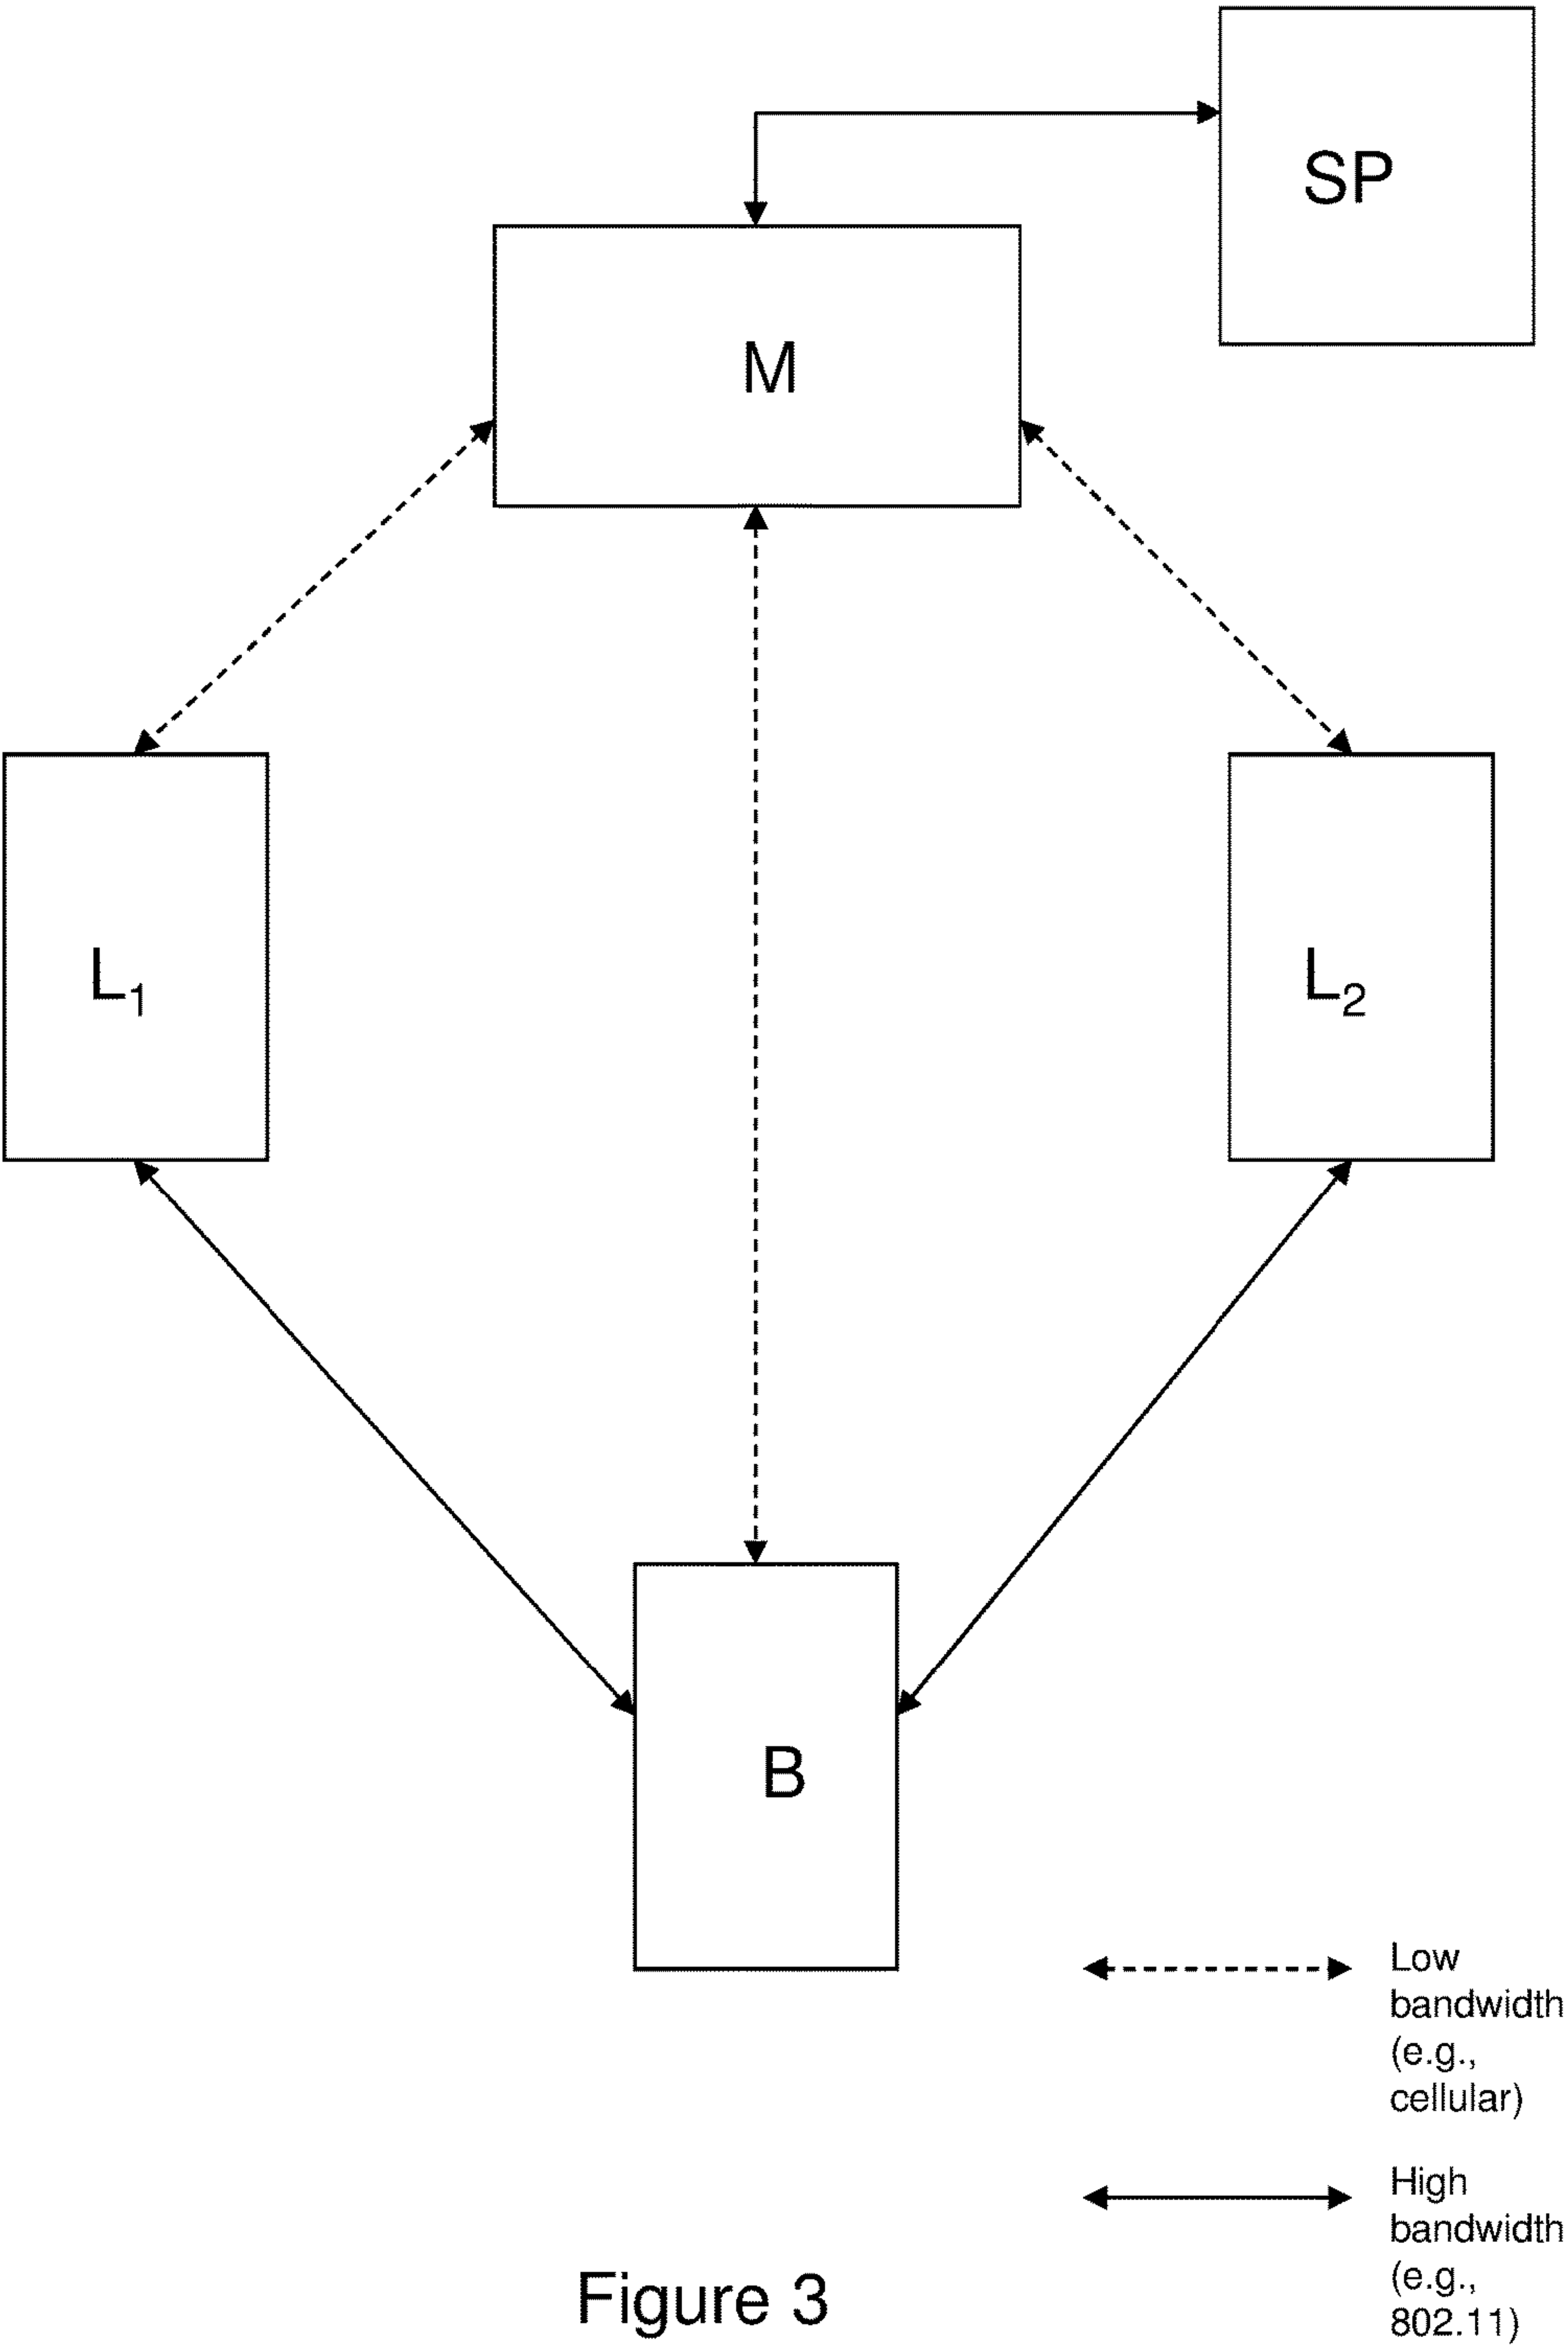 SP
M
L₁
L₂
B
Low
bandwidth
(e.g.,
cellular)
High
bandwidth
(e.g.,
802.11)
Figure 3